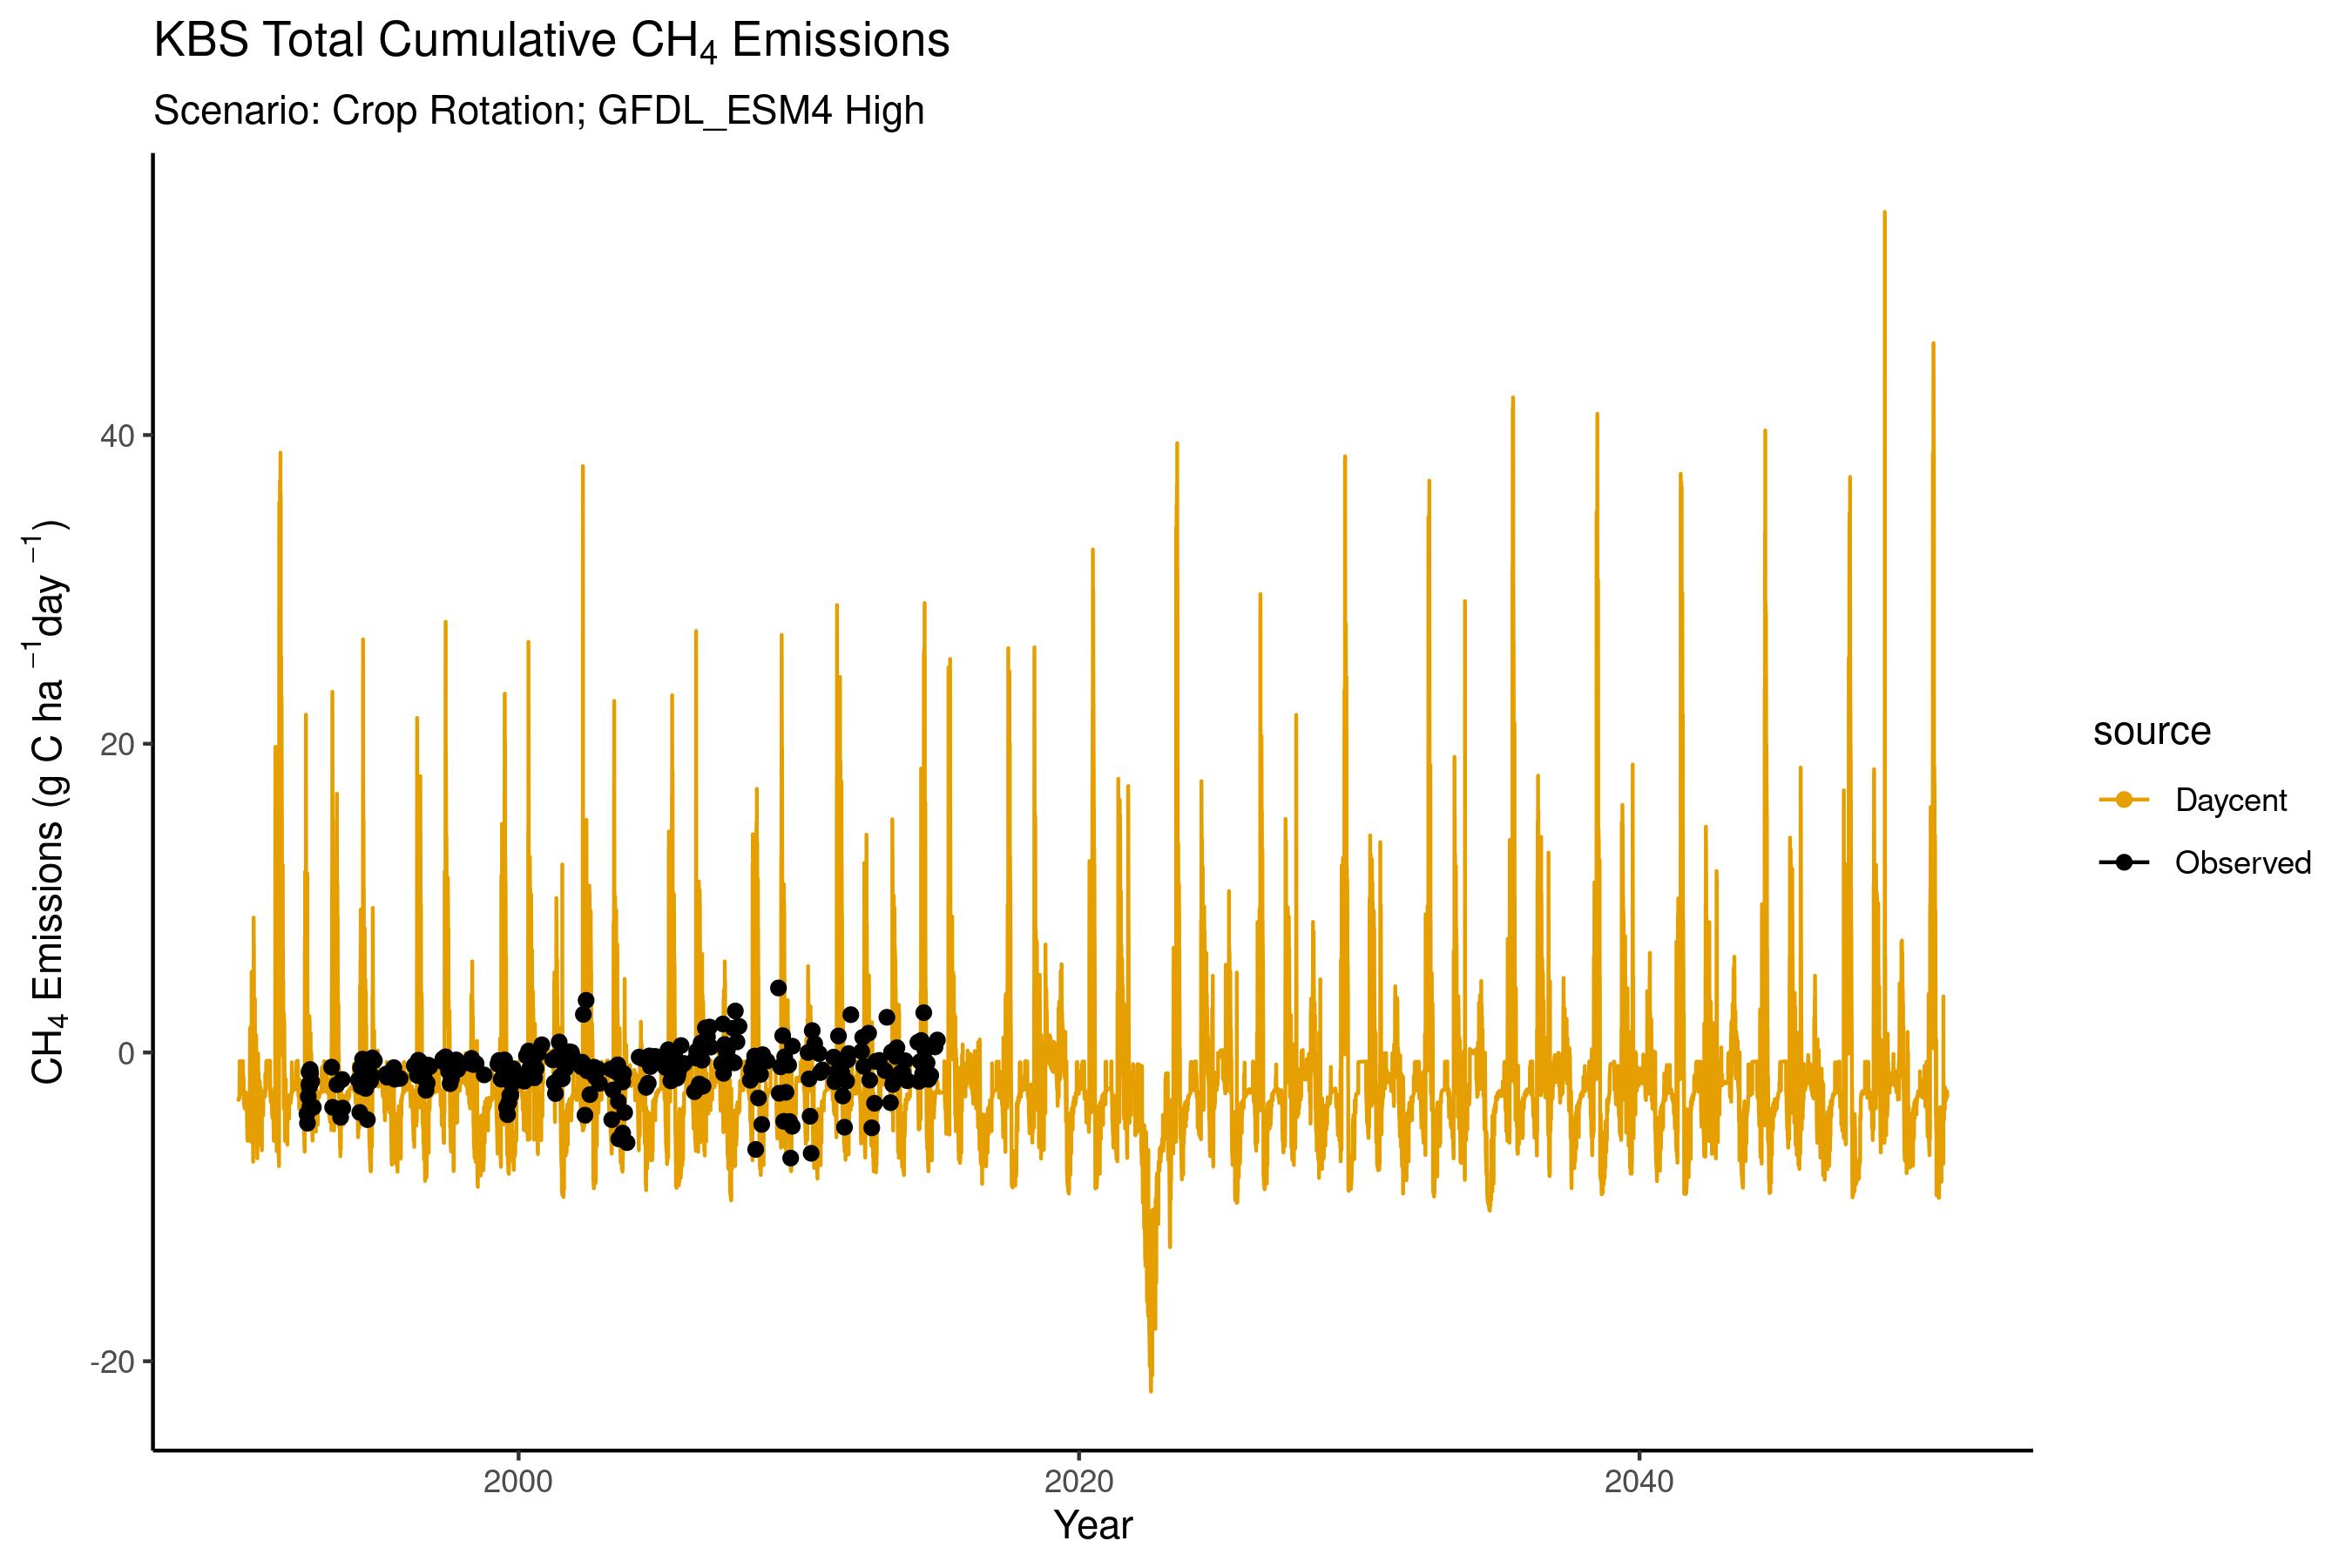 KBS Total Cumulative CH₄ Emissions
Scenario: Crop Rotation; GFDL_ESM4 High
CH₄ Emissions (g C ha ⁻¹day ⁻¹)
40
20
0
-20
2000
2020
2040
Year
source
Daycent
Observed